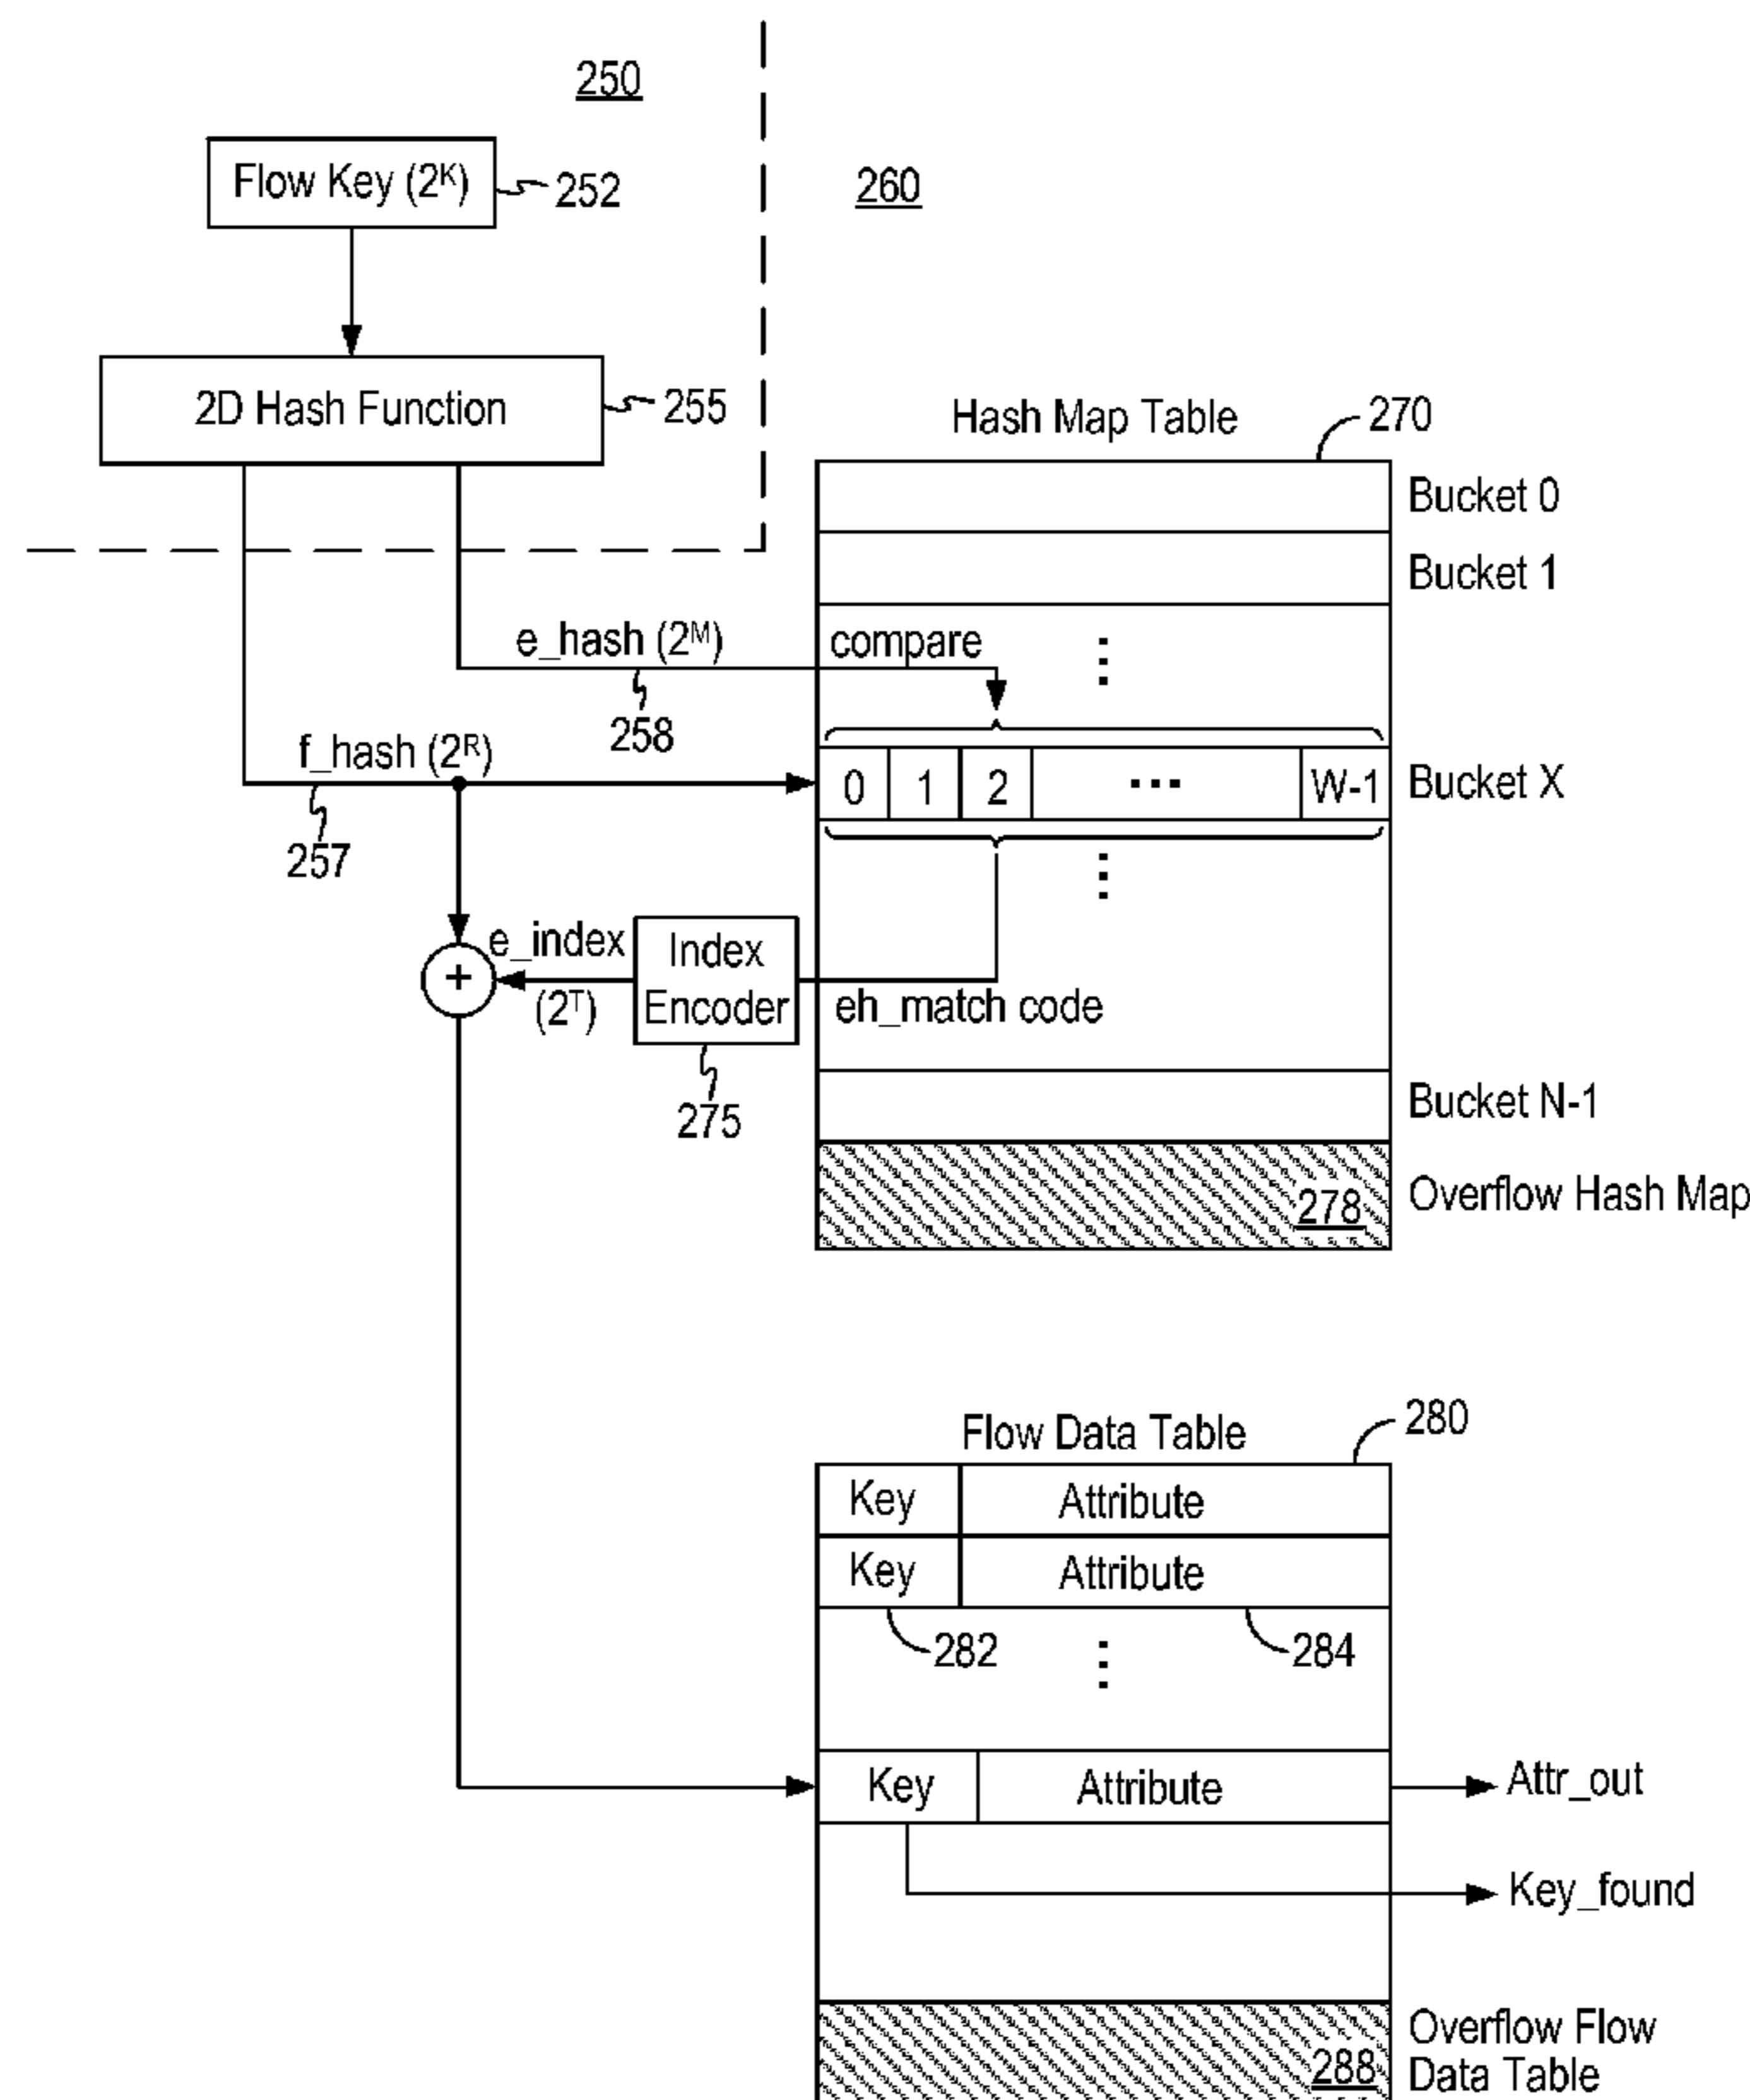 250
Flow Key (2ᴷ)
252
260
2D Hash Function
255
Hash Map Table
270
Bucket 0
Bucket 1
e_hash (2ᴹ)
compare
258
f_hash (2ᴿ)
0 1 2 ... W-1
Bucket X
257
e_index
(2ᵀ)
Index
Encoder
eh_match code
275
Bucket N-1
278
Overflow Hash Map
Flow Data Table
280
Key Attribute
Key Attribute
282
284
Key Attribute
Attr_out
Key_found
288
Overflow Flow
Data Table